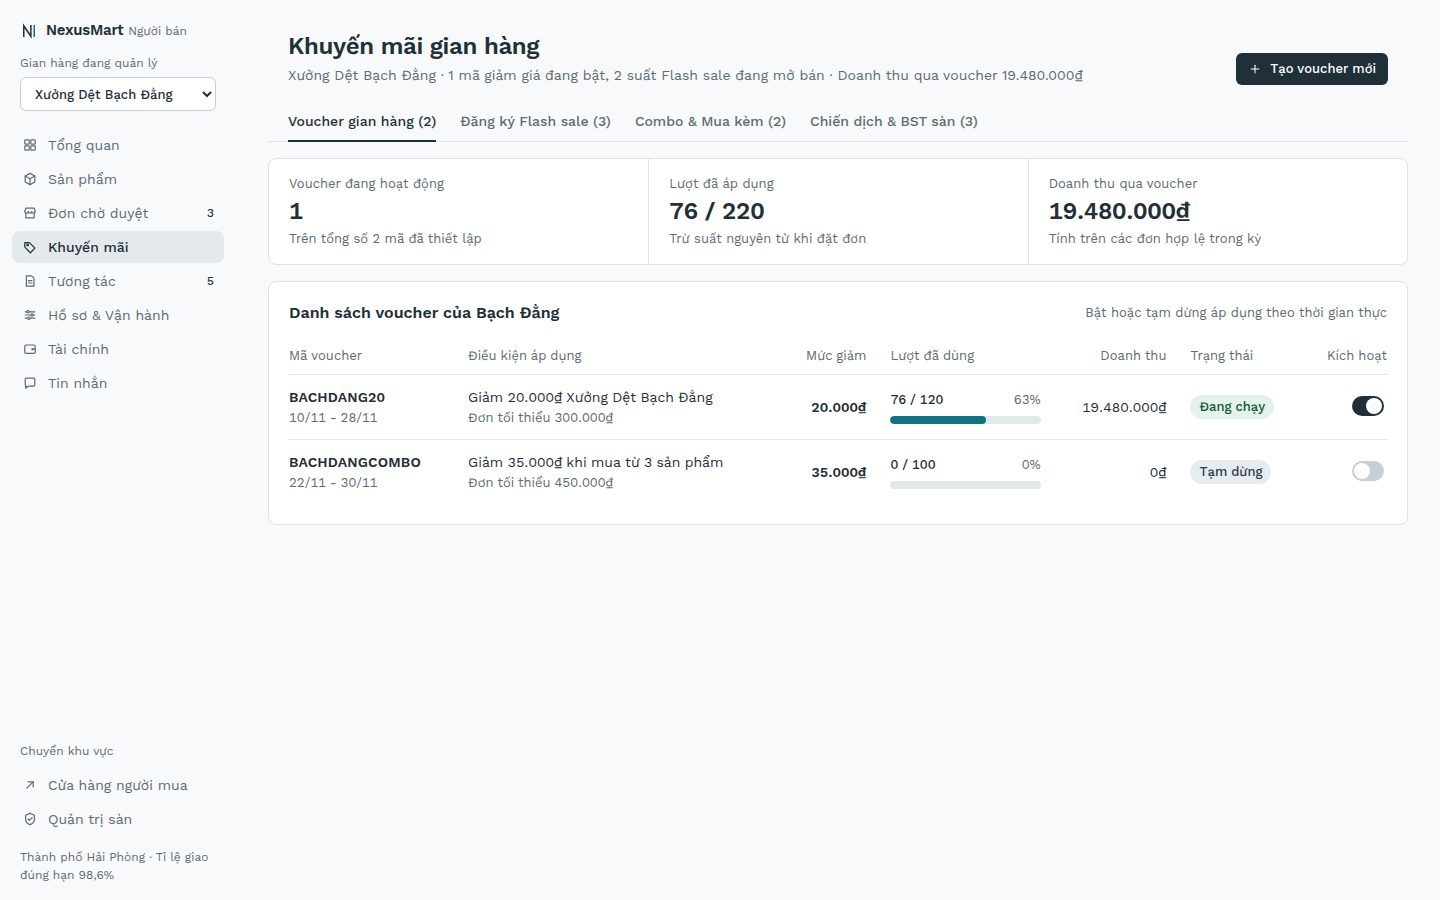 NexusMart Người bán
Gian hàng đang quản lý
Xưởng Dệt Bạch Đằng
Tổng quan
Sản phẩm
Đơn chờ duyệt 3
Khuyến mãi
Tương tác 5
Hồ sơ & Vận hành
Tài chính
Tin nhắn
Chuyển khu vực
Cửa hàng người mua
Quản trị sàn
Thành phố Hải Phòng · Tỉ lệ giao
đúng hạn 98,6%
Khuyến mãi gian hàng
Xưởng Dệt Bạch Đằng · 1 mã giảm giá đang bật, 2 suất Flash sale đang mở bán · Doanh thu qua voucher 19.480.000₫
Tạo voucher mới
Voucher gian hàng (2) Đăng ký Flash sale (3) Combo & Mua kèm (2) Chiến dịch & BST sàn (3)
Voucher đang hoạt động
1
Trên tổng số 2 mã đã thiết lập
Lượt đã áp dụng
76 / 220
Trừ suất nguyên tử khi đặt đơn
Doanh thu qua voucher
19.480.000₫
Tính trên các đơn hợp lệ trong kỳ
Danh sách voucher của Bạch Đằng
Bật hoặc tạm dừng áp dụng theo thời gian thực
Mã voucher Điều kiện áp dụng Mức giảm Lượt đã dùng Doanh thu Trạng thái Kích hoạt
BACHDANG20 Giảm 20.000₫ Xưởng Dệt Bạch Đằng 20.000₫ 76 / 120 63% 19.480.000₫ Đang chạy
10/11 - 28/11 Đơn tối thiểu 300.000₫
BACHDANGCOMBO Giảm 35.000₫ khi mua từ 3 sản phẩm 35.000₫ 0 / 100 0% 0₫ Tạm dừng
22/11 - 30/11 Đơn tối thiểu 450.000₫